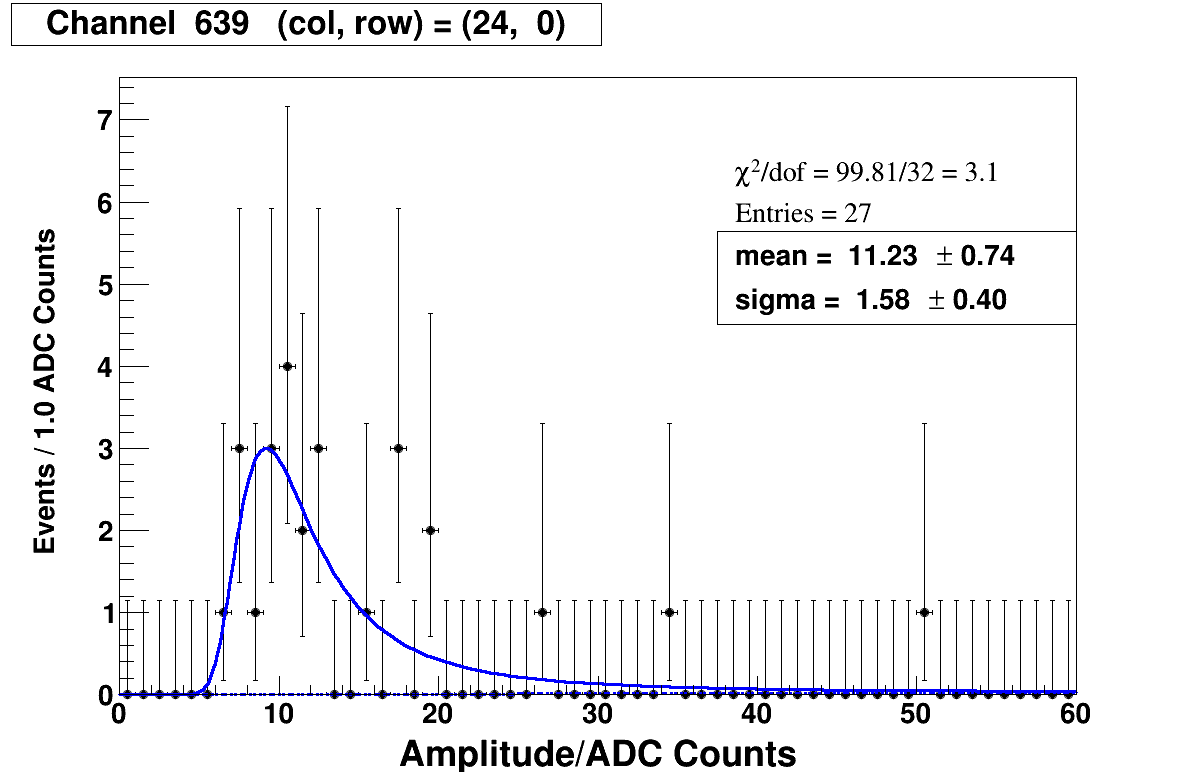 Channel 639 (col, row) = (24, 0)
7
6
5
4
3
2
1
0
Events / 1.0 ADC Counts
χ²/dof = 99.81/32 = 3.1
Entries = 27
mean = 11.23 ± 0.74
sigma = 1.58 ± 0.40
0 10 20 30 40 50 60
Amplitude/ADC Counts